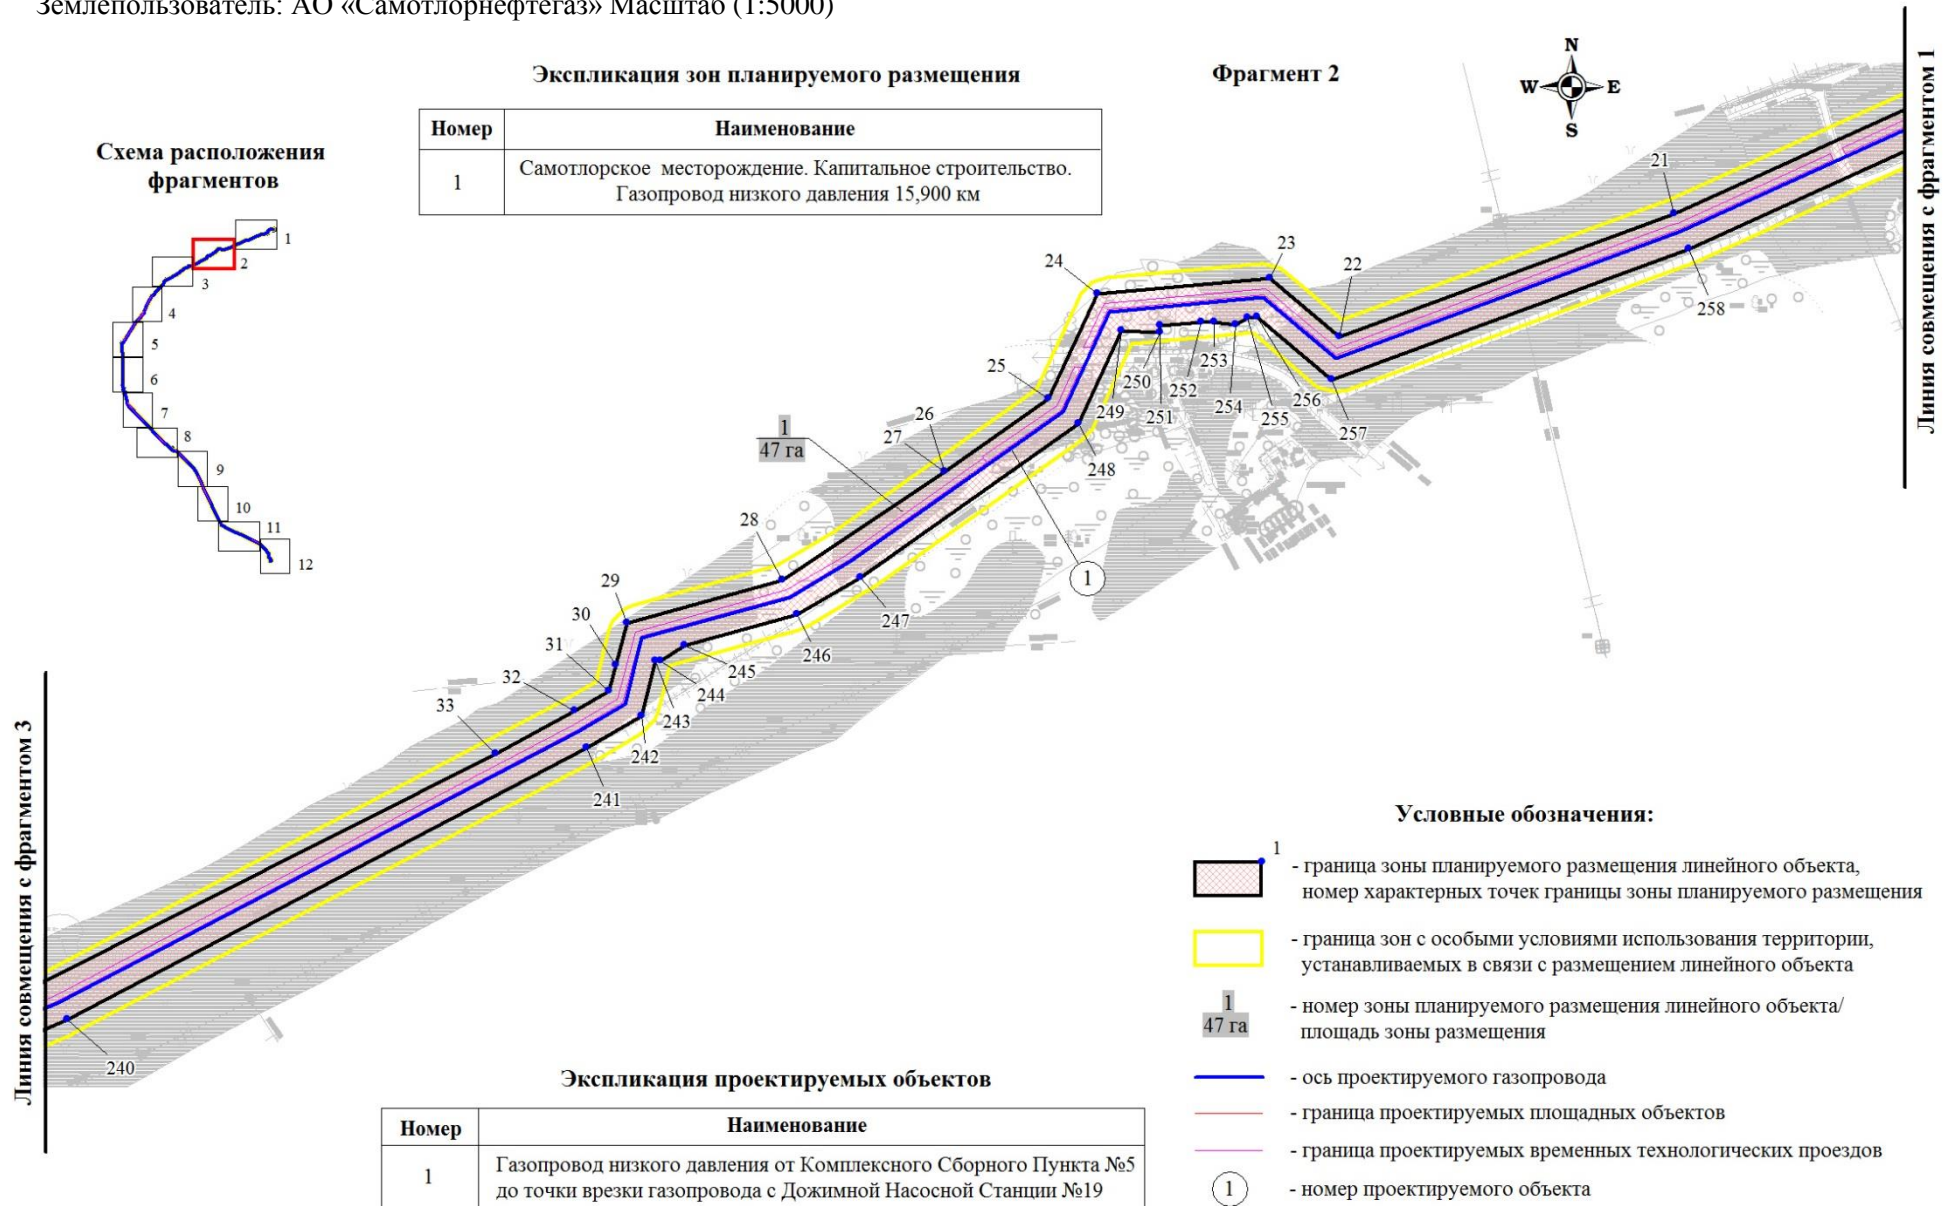 Землепользователь: АО «Самотлорнефтегаз» Масштаб (1:5000)
Экспликация зон планируемого размещения
Фрагмент 2
N
W
E
S
Номер
Наименование
1
Самотлорское месторождение. Капитальное строительство.
Газопровод низкого давления 15,900 км
Схема расположения
фрагментов
1
2
3
4
5
6
7
8
9
10
11
12
Линия совмещения с фрагментом 1
21
22
23
24
25
26
27
28
29
30
31
32
33
258
257
256
255
254
253
252
251
250
249
248
247
246
245
244
243
242
241
240
1
47 га
1
Линия совмещения с фрагментом 3
Условные обозначения:
1
- граница зоны планируемого размещения линейного объекта,
номер характерных точек границы зоны планируемого размещения
- граница зон с особыми условиями использования территории,
устанавливаемых в связи с размещением линейного объекта
1
47 га
- номер зоны планируемого размещения линейного объекта/
площадь зоны размещения
- ось проектируемого газопровода
- граница проектируемых площадных объектов
- граница проектируемых временных технологических проездов
1
- номер проектируемого объекта
Экспликация проектируемых объектов
Номер
Наименование
1
Газопровод низкого давления от Комплексного Сборного Пункта №5
до точки врезки газопровода с Дожимной Насосной Станции №19